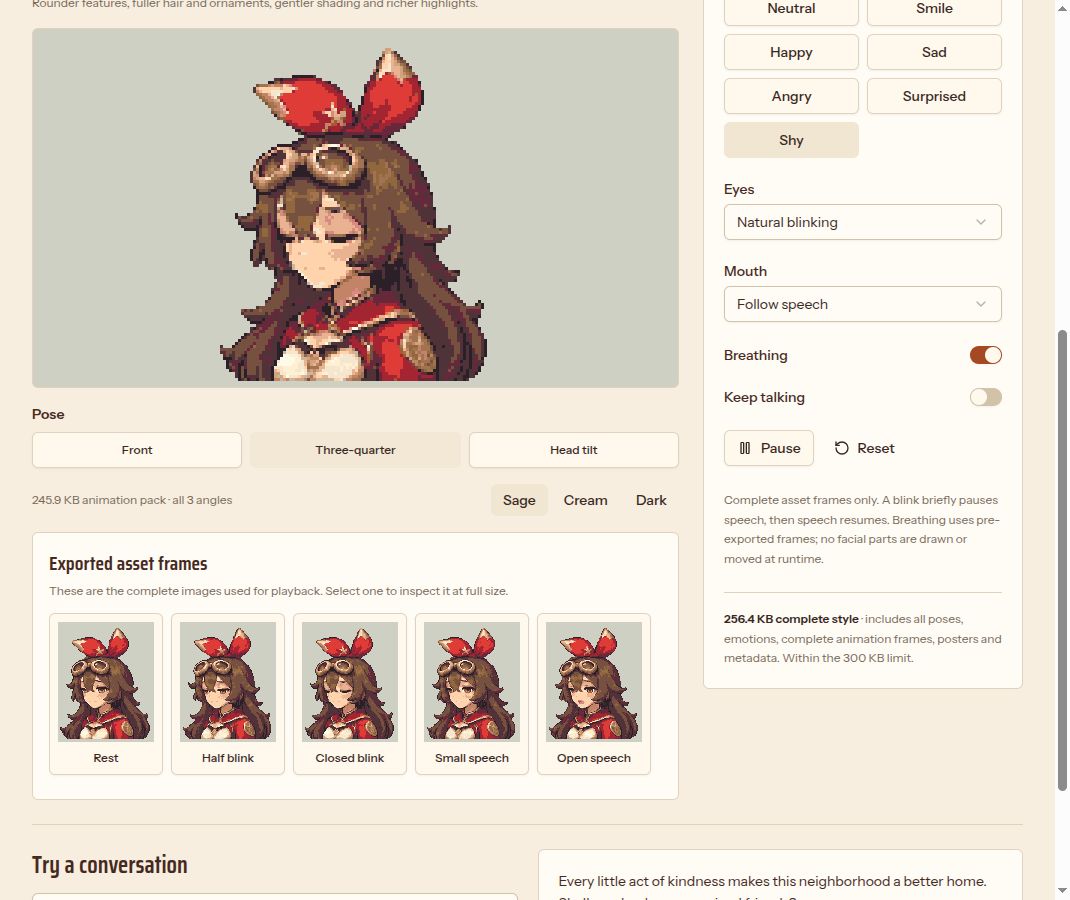 Rounder features, fuller hair and ornaments, gentler shading and richer highlights.
Pose
Front
Three-quarter
Head tilt
245.9 KB animation pack · all 3 angles
Sage
Cream
Dark
Exported asset frames
These are the complete images used for playback. Select one to inspect it at full size.
Rest
Half blink
Closed blink
Small speech
Open speech
Neutral
Smile
Happy
Sad
Angry
Surprised
Shy
Eyes
Natural blinking
Mouth
Follow speech
Breathing
Keep talking
Pause
Reset
Complete asset frames only. A blink briefly pauses
speech, then speech resumes. Breathing uses pre-
exported frames; no facial parts are drawn or
moved at runtime.
256.4 KB complete style · includes all poses,
emotions, complete animation frames, posters and
metadata. Within the 300 KB limit.
Try a conversation
Every little act of kindness makes this neighborhood a better home.